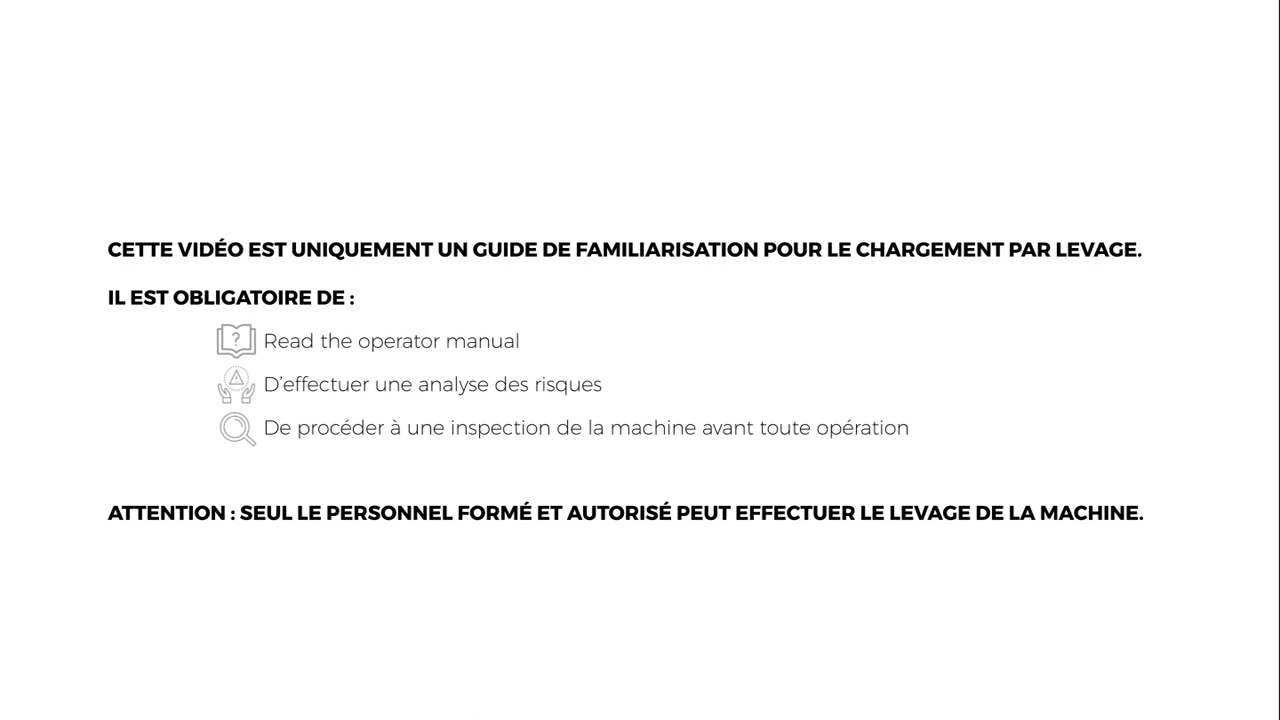 CETTE VIDÉO EST UNIQUEMENT UN GUIDE DE FAMILIARISATION POUR LE CHARGEMENT PAR LEVAGE.
IL EST OBLIGATOIRE DE :
Read the operator manual
D’effectuer une analyse des risques
De procéder à une inspection de la machine avant toute opération
ATTENTION : SEUL LE PERSONNEL FORMÉ ET AUTORISÉ PEUT EFFECTUER LE LEVAGE DE LA MACHINE.